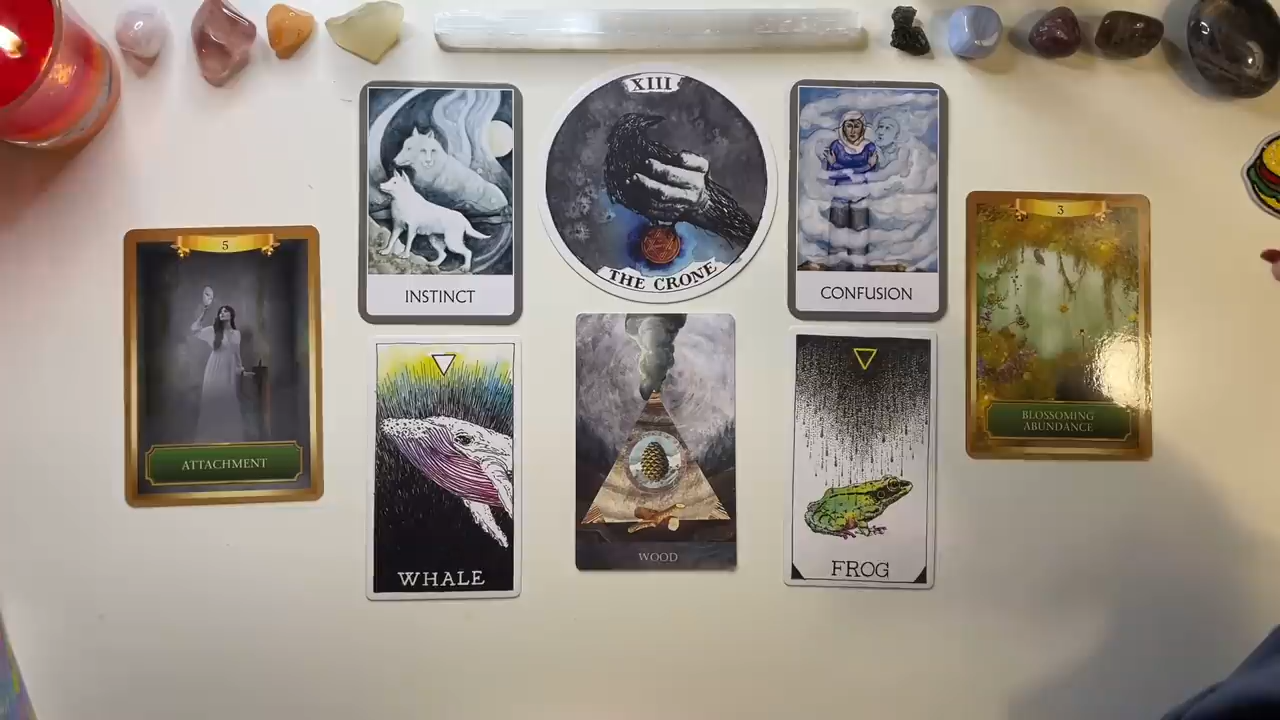 XIII
THE CRONE
INSTINCT
CONFUSION
5
ATTACHMENT
3
BLOSSOMING
ABUNDANCE
WHALE
WOOD
FROG